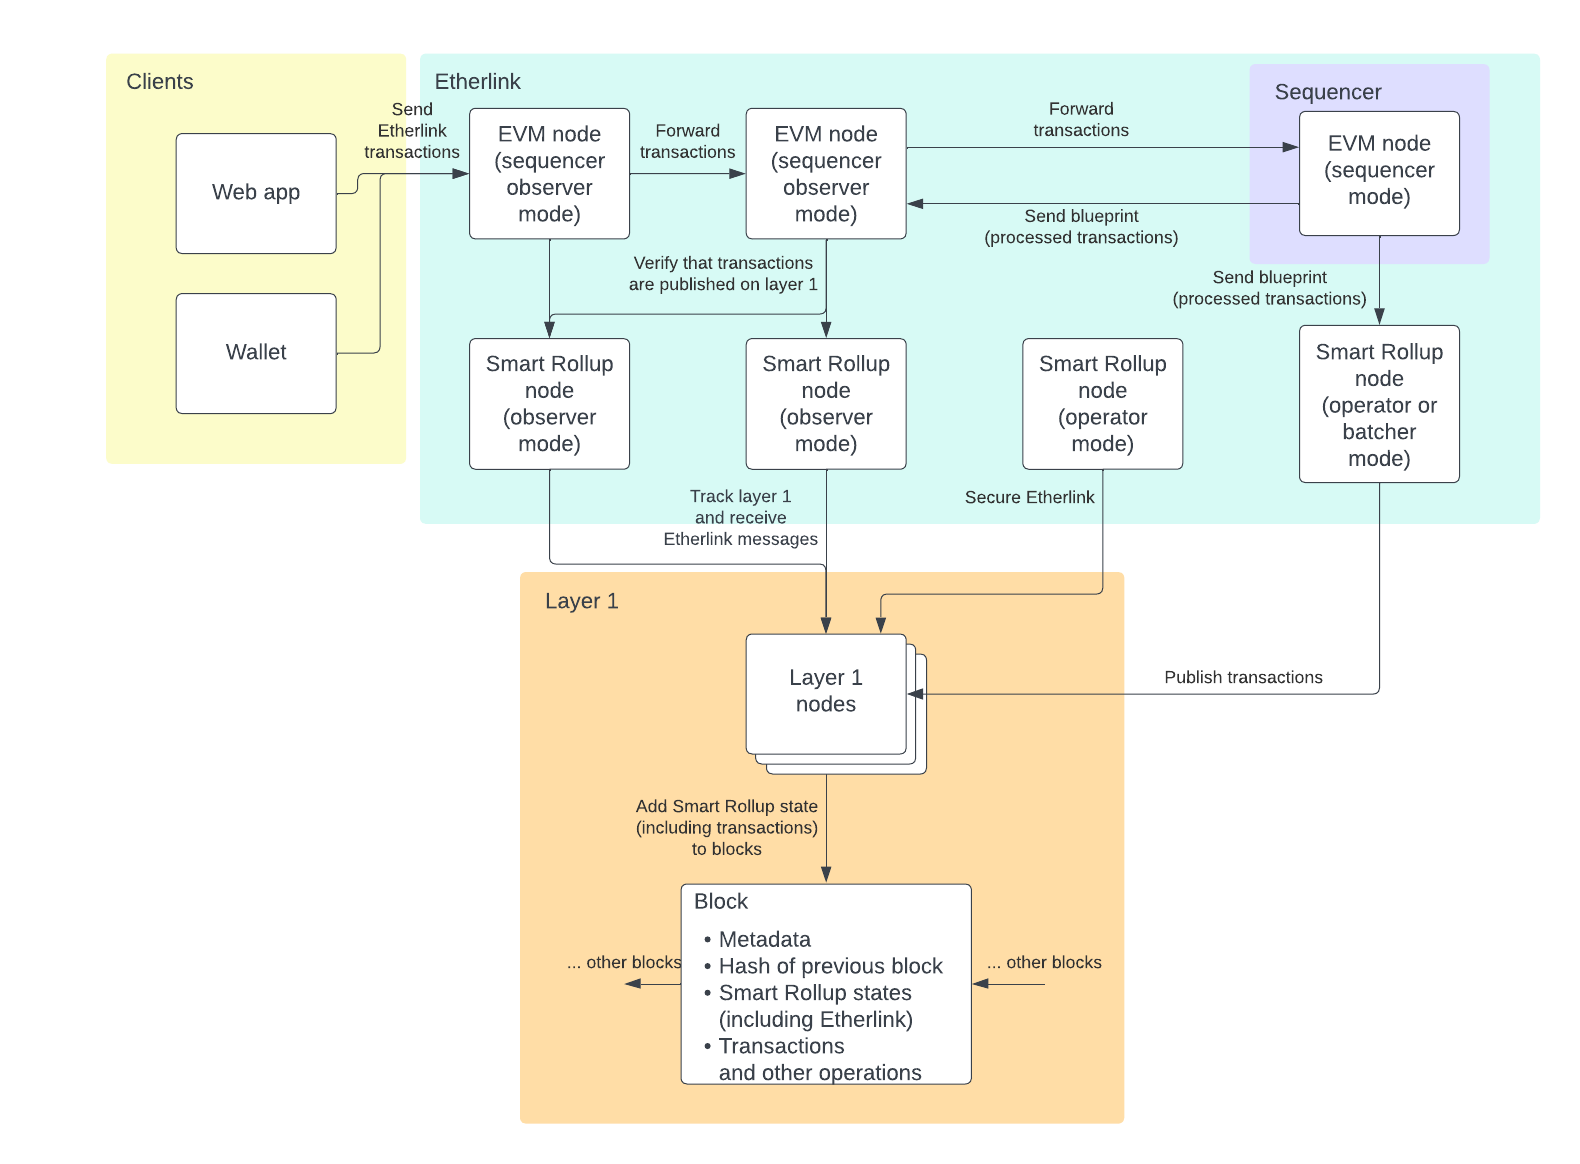 Clients
Web app
Wallet
Send
Etherlink
transactions
Etherlink
EVM node
(sequencer
observer
mode)
Forward
transactions
EVM node
(sequencer
observer
mode)
Forward
transactions
Sequencer
EVM node
(sequencer
mode)
Send blueprint
(processed transactions)
Verify that transactions
are published on layer 1
Send blueprint
(processed transactions)
Smart Rollup
node
(observer
mode)
Smart Rollup
node
(observer
mode)
Smart Rollup
node
(operator
mode)
Smart Rollup
node
(operator or
batcher
mode)
Track layer 1
and receive
Etherlink messages
Secure Etherlink
Layer 1
Layer 1
nodes
Publish transactions
Add Smart Rollup state
(including transactions)
to blocks
Block
• Metadata
• Hash of previous block
• Smart Rollup states
(including Etherlink)
• Transactions
and other operations
... other blocks
... other blocks